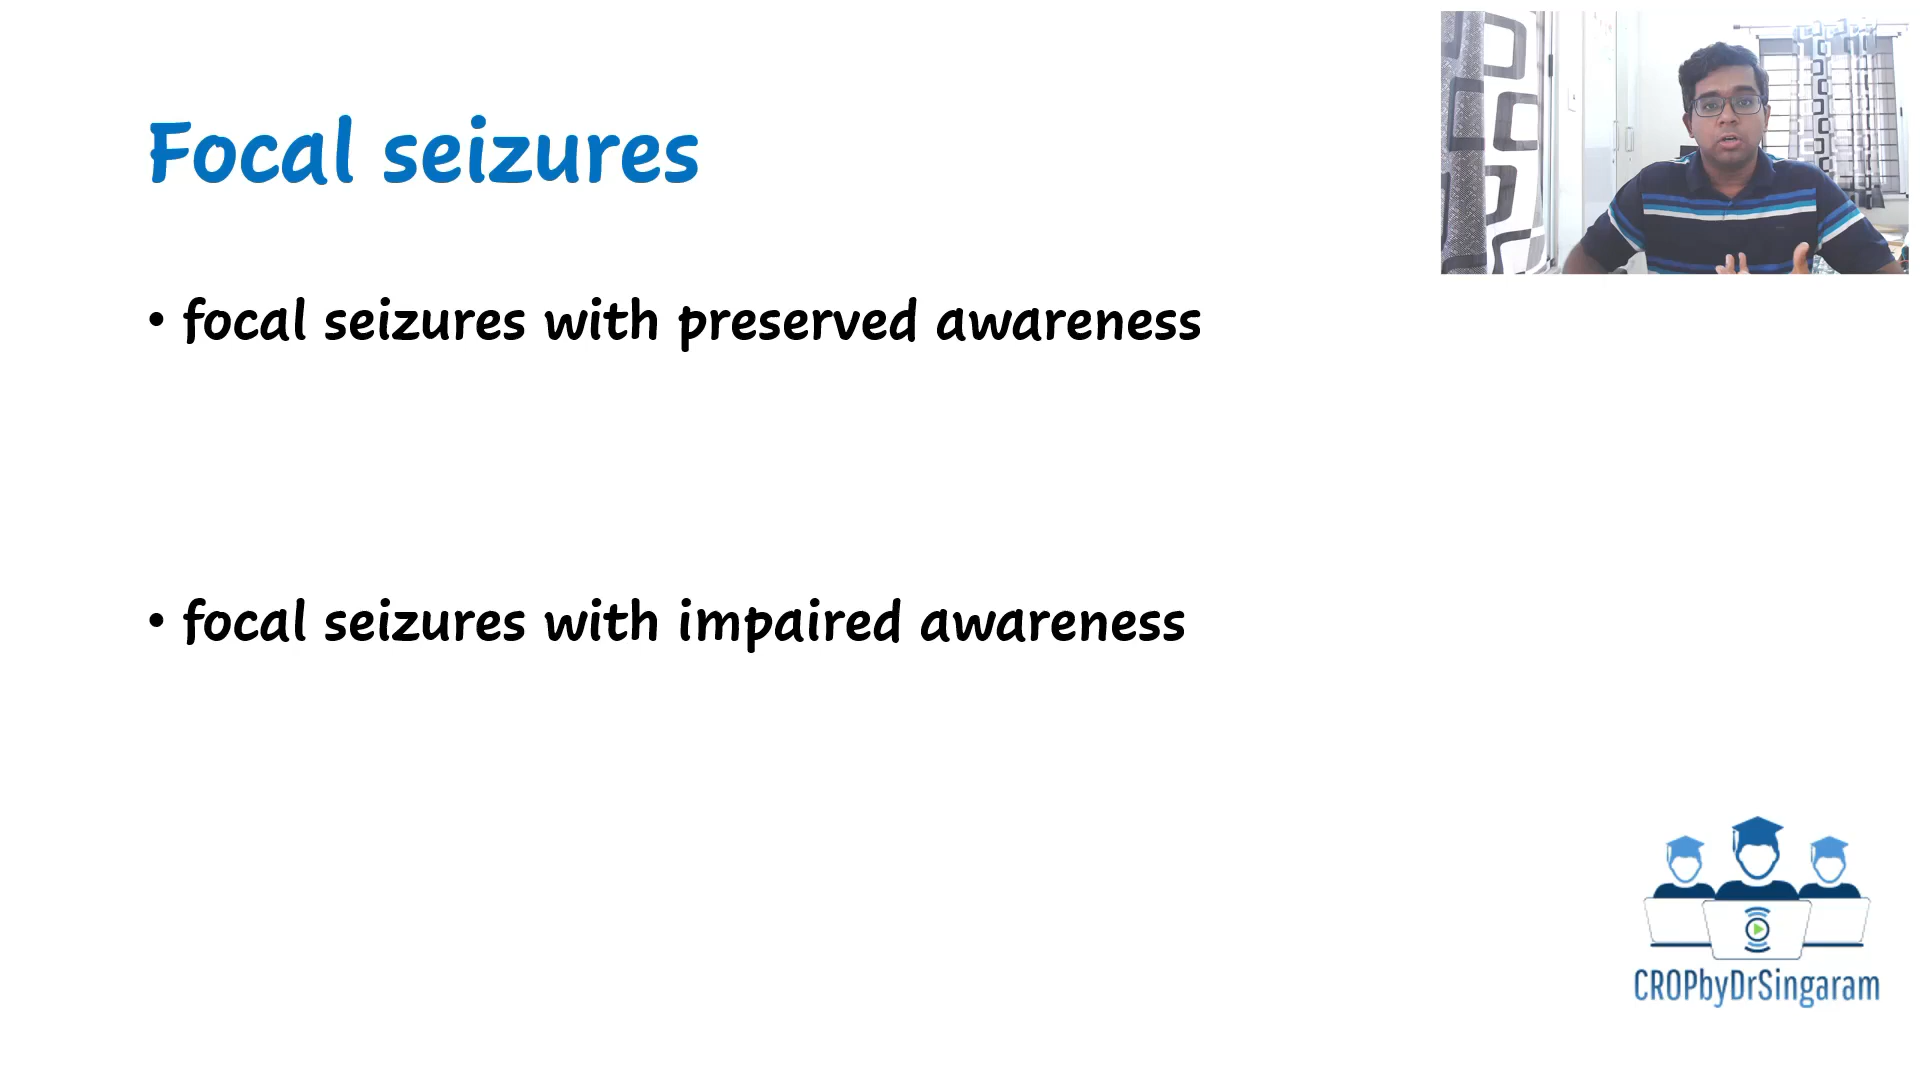 Focal seizures
• focal seizures with preserved awareness
• focal seizures with impaired awareness
CROPbyDrSingaram